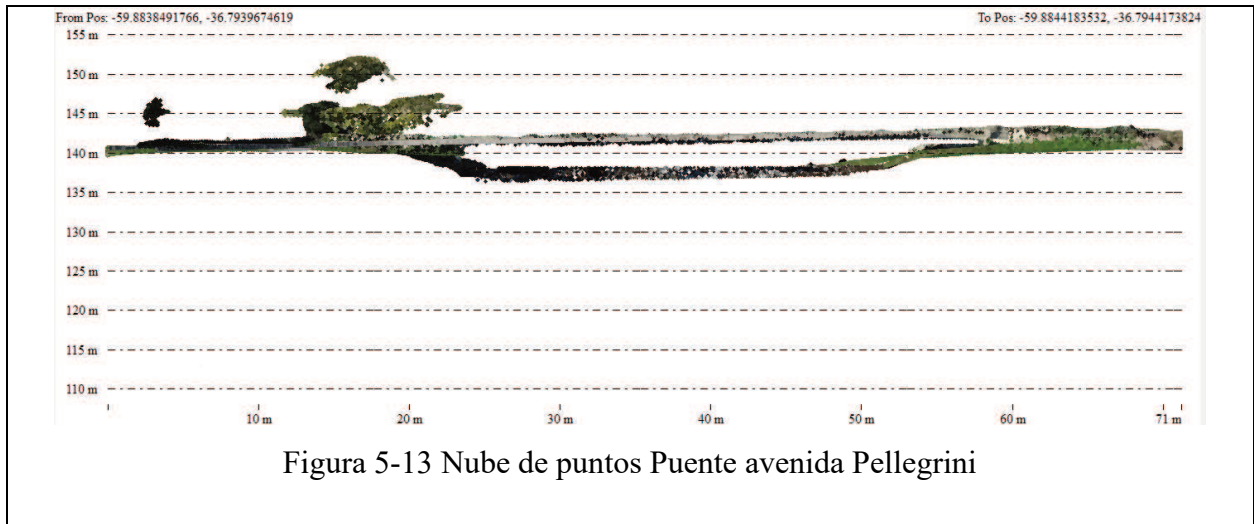 From Pos: -59.8838491766, -36.7939674619
To Pos: -59.8844183532, -36.7944173824
155 m
150 m
145 m
140 m
135 m
130 m
125 m
120 m
115 m
110 m
10 m
20 m
30 m
40 m
50 m
60 m
71 m
Figura 5-13 Nube de puntos Puente avenida Pellegrini